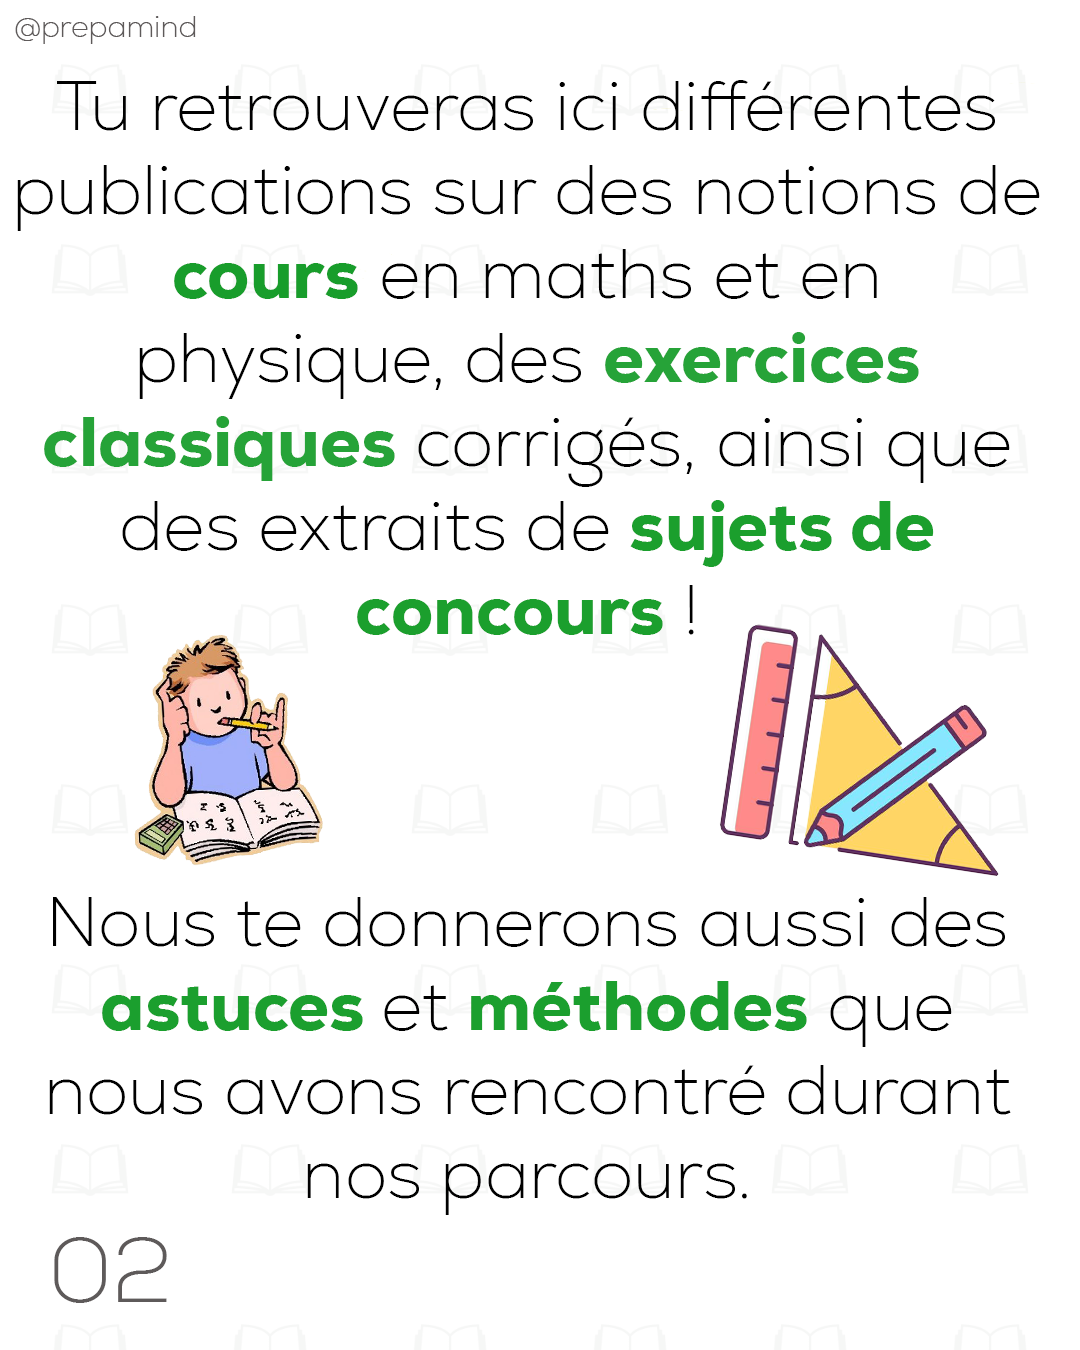 @prepamind
Tu retrouveras ici différentes
publications sur des notions de
cours en maths et en
physique, des exercices
classiques corrigés, ainsi que
des extraits de sujets de
concours !
Nous te donnerons aussi des
astuces et méthodes que
nous avons rencontré durant
nos parcours.
02